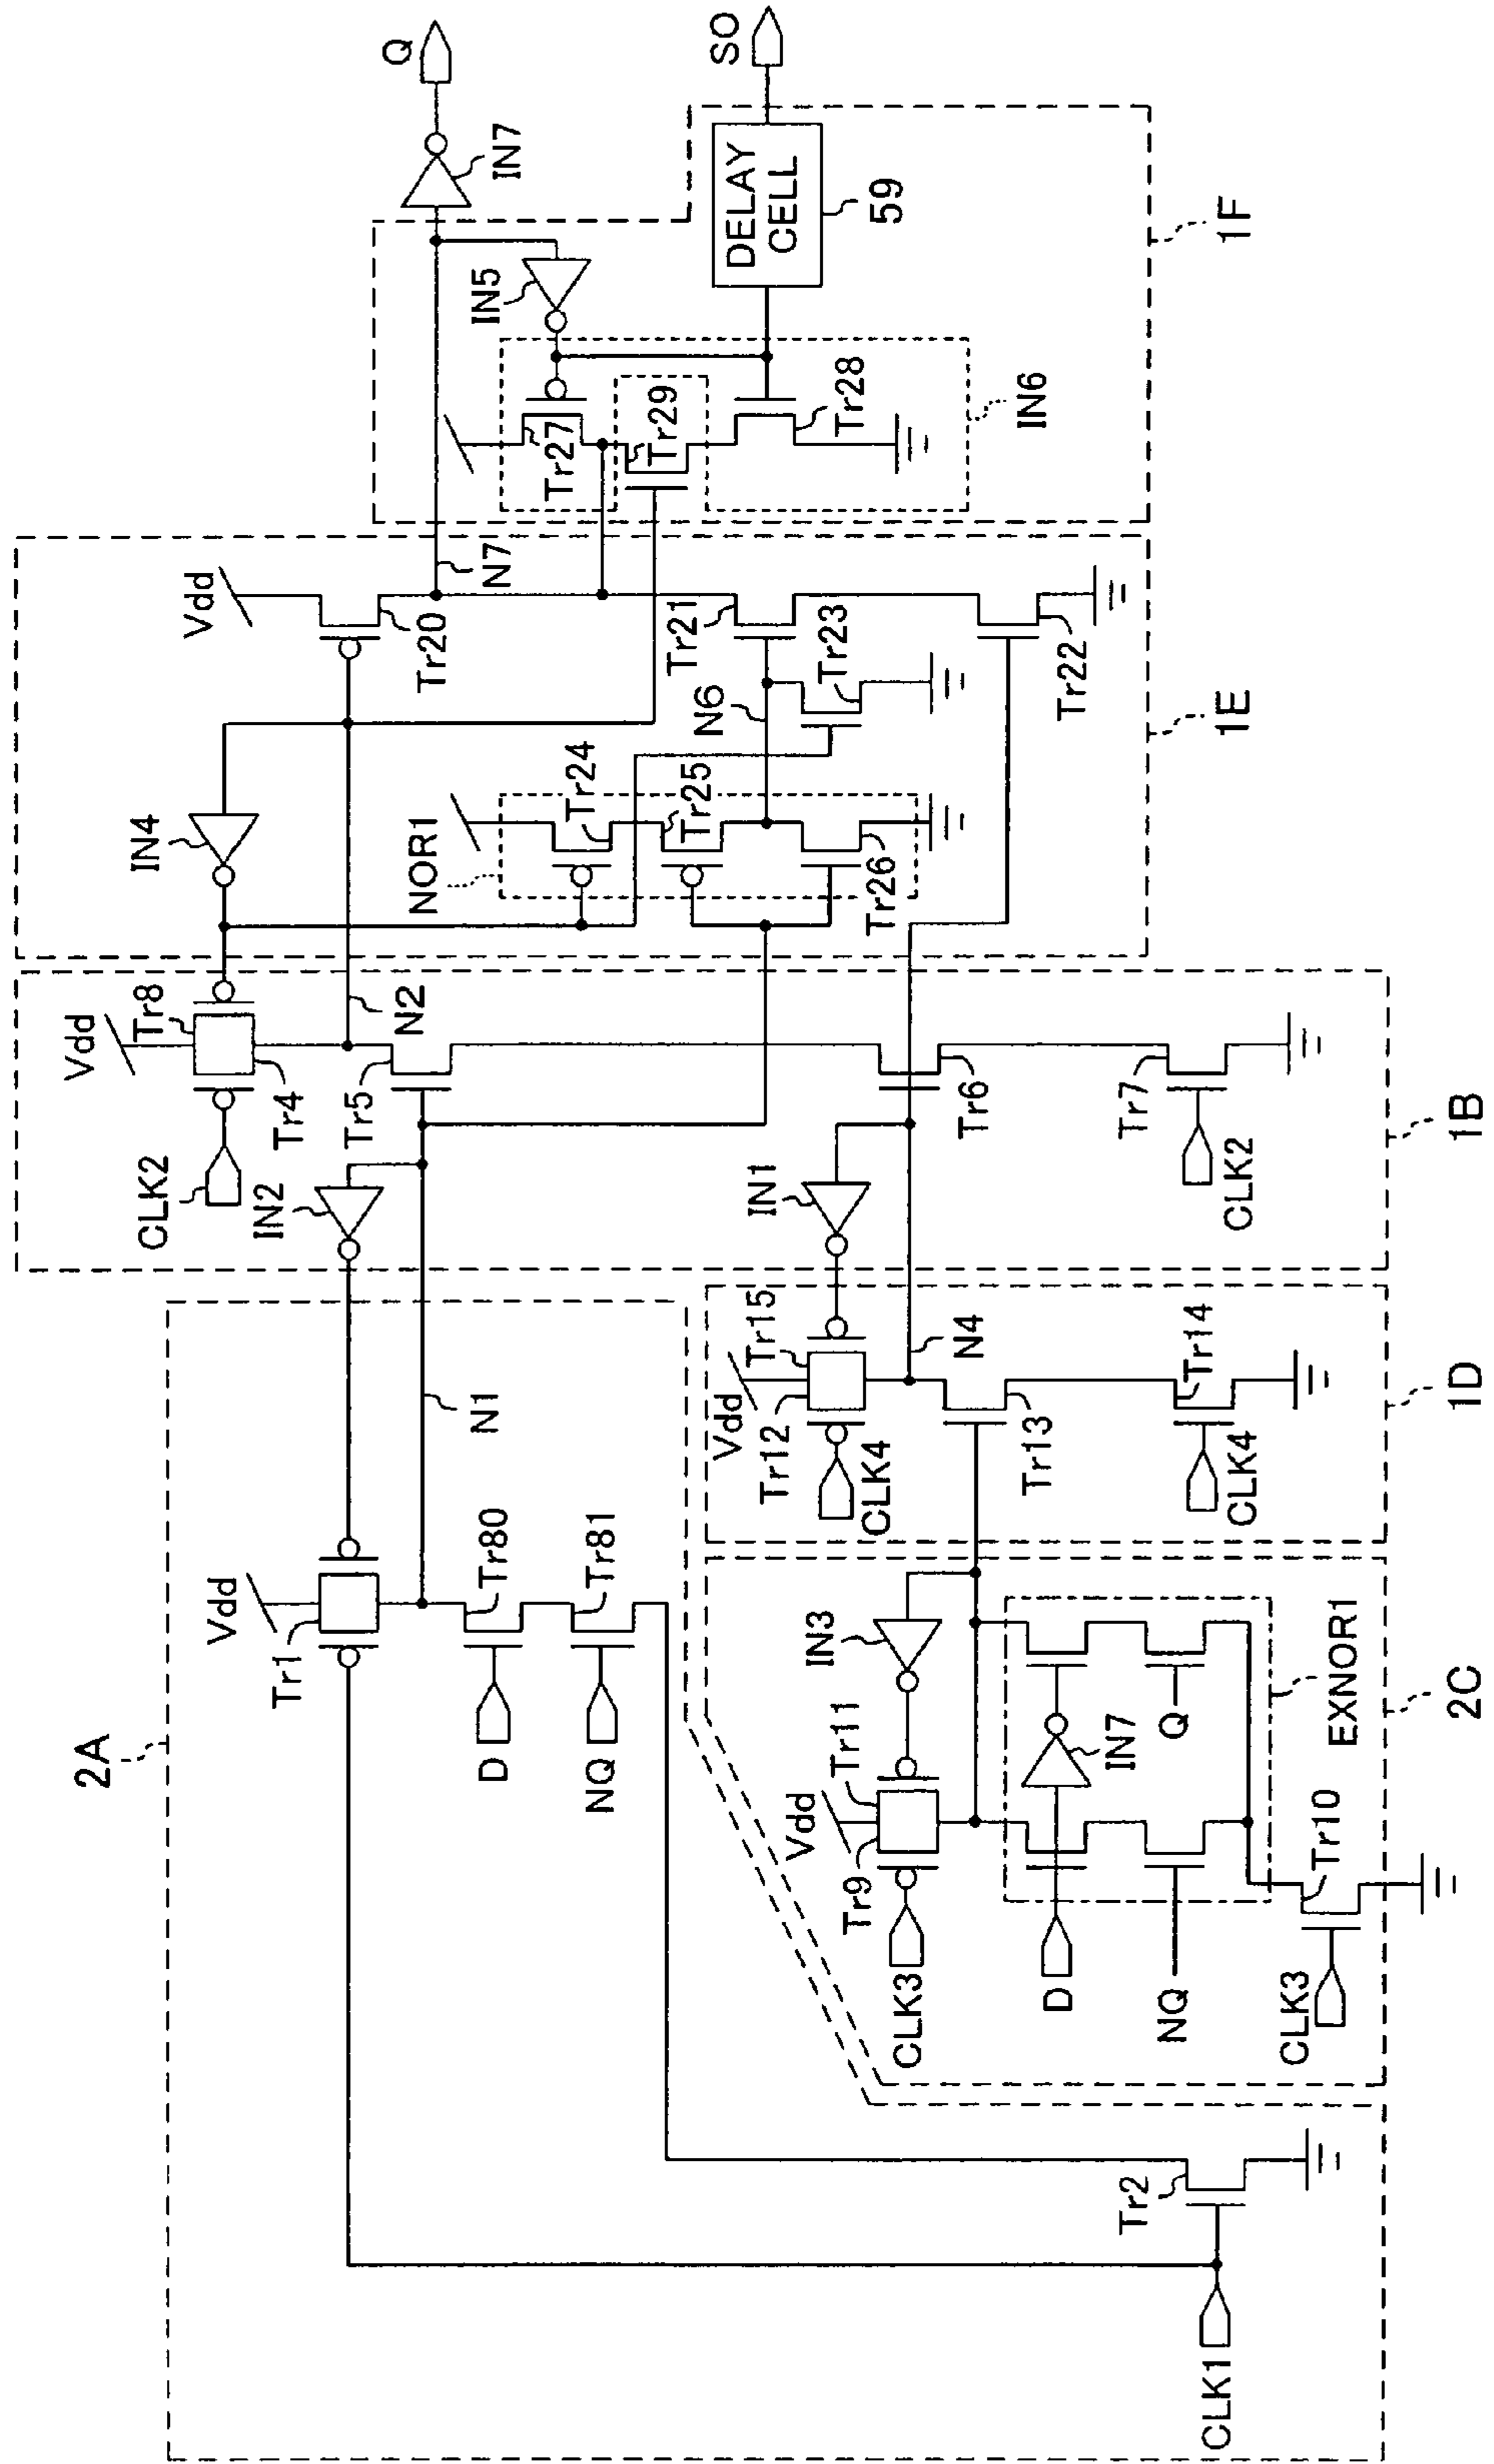 2A
Vdd
Tr1
D
Tr80
NQ
Tr81
N1
CLK1
Tr2
CLK2
Vdd
Tr8
Tr4
IN2
N2
Tr5
IN1
Tr6
Tr7
CLK2
1B
IN4
Vdd
Tr20
N7
NOR1
Tr24
Tr25
Tr26
N6
Tr21
Tr23
Tr22
1E
Q
IN7
IN5
Tr27
Tr29
Tr28
IN6
DELAY
CELL
59
SO
1F
Vdd
Tr15
Tr12
CLK4
N4
Tr13
Tr14
CLK4
1D
IN3
Vdd
Tr11
Tr9
CLK3
D
IN7
Q
NQ
EXNOR1
Tr10
CLK3
2C